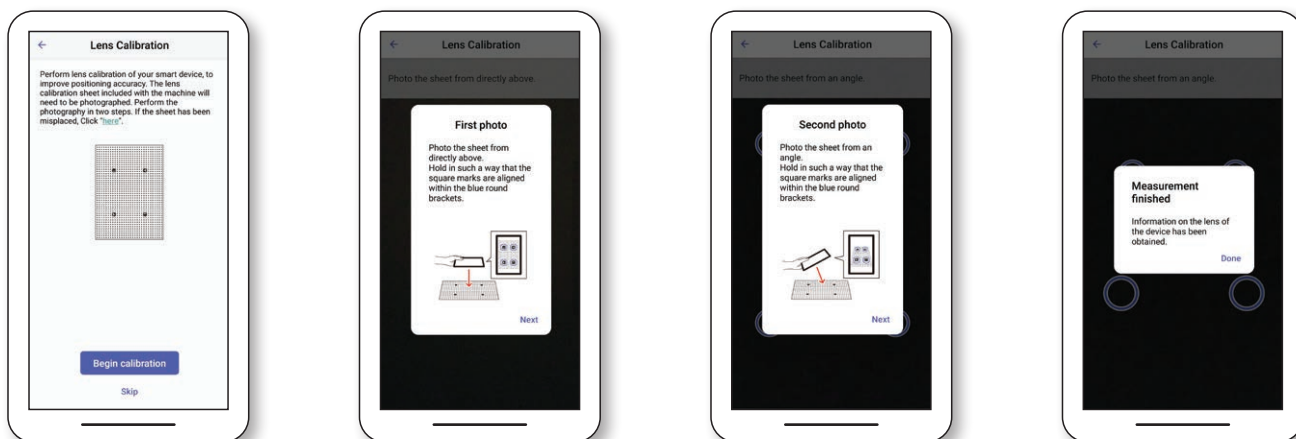 Lens Calibration
Perform lens calibration of your smart device, to
improve positioning accuracy. The lens
calibration sheet included with the machine will
need to be photographed. Perform the
photography in two steps. If the sheet has been
misplaced, Click "here".
Begin calibration
Skip
Lens Calibration
Photo the sheet from directly above.
First photo
Photo the sheet from
directly above.
Hold in such a way that the
square marks are aligned
within the blue round
brackets.
Next
Lens Calibration
Photo the sheet from an angle.
Second photo
Photo the sheet from an
angle.
Hold in such a way that the
square marks are aligned
within the blue round
brackets.
Next
Lens Calibration
Photo the sheet from an angle.
Measurement
finished
Information on the lens of
the device has been
obtained.
Done